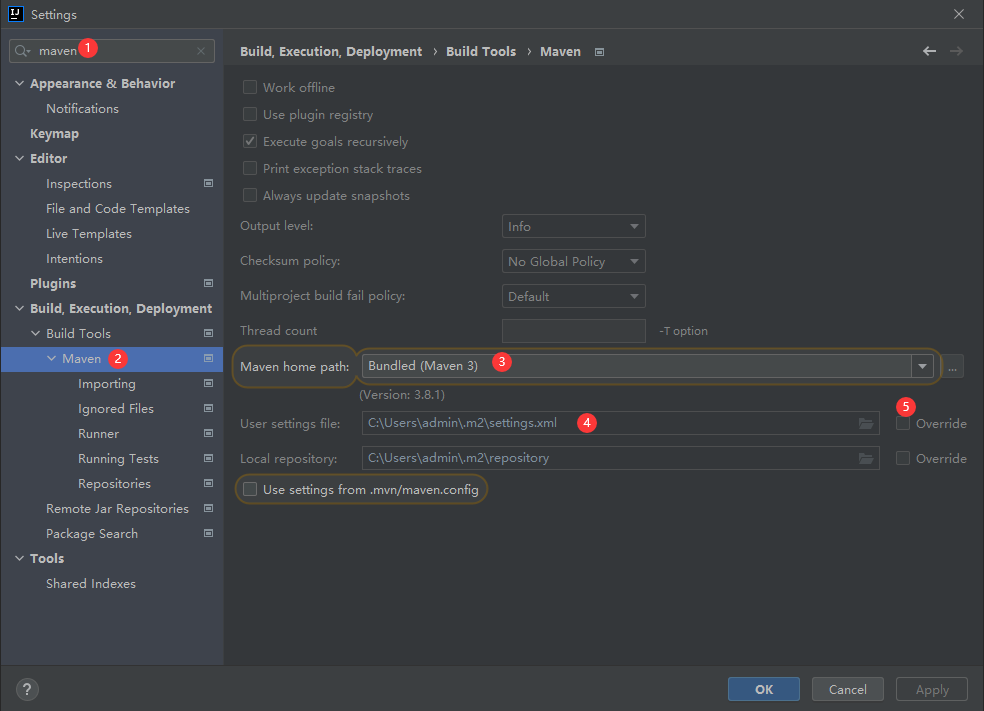 IJ Settings
maven 1
Appearance & Behavior
Notifications
Keymap
Editor
Inspections
File and Code Templates
Live Templates
Intentions
Plugins
Build, Execution, Deployment
Build Tools
Maven 2
Importing
Ignored Files
Runner
Running Tests
Repositories
Remote Jar Repositories
Package Search
Tools
Shared Indexes
Build, Execution, Deployment › Build Tools › Maven
Work offline
Use plugin registry
Execute goals recursively
Print exception stack traces
Always update snapshots
Output level: Info
Checksum policy: No Global Policy
Multiproject build fail policy: Default
Thread count -T option
Maven home path: Bundled (Maven 3) 3 ...
(Version: 3.8.1)
5
User settings file: C:\Users\admin\.m2\settings.xml 4 Override
Local repository: C:\Users\admin\.m2\repository Override
Use settings from .mvn/maven.config
? OK Cancel Apply